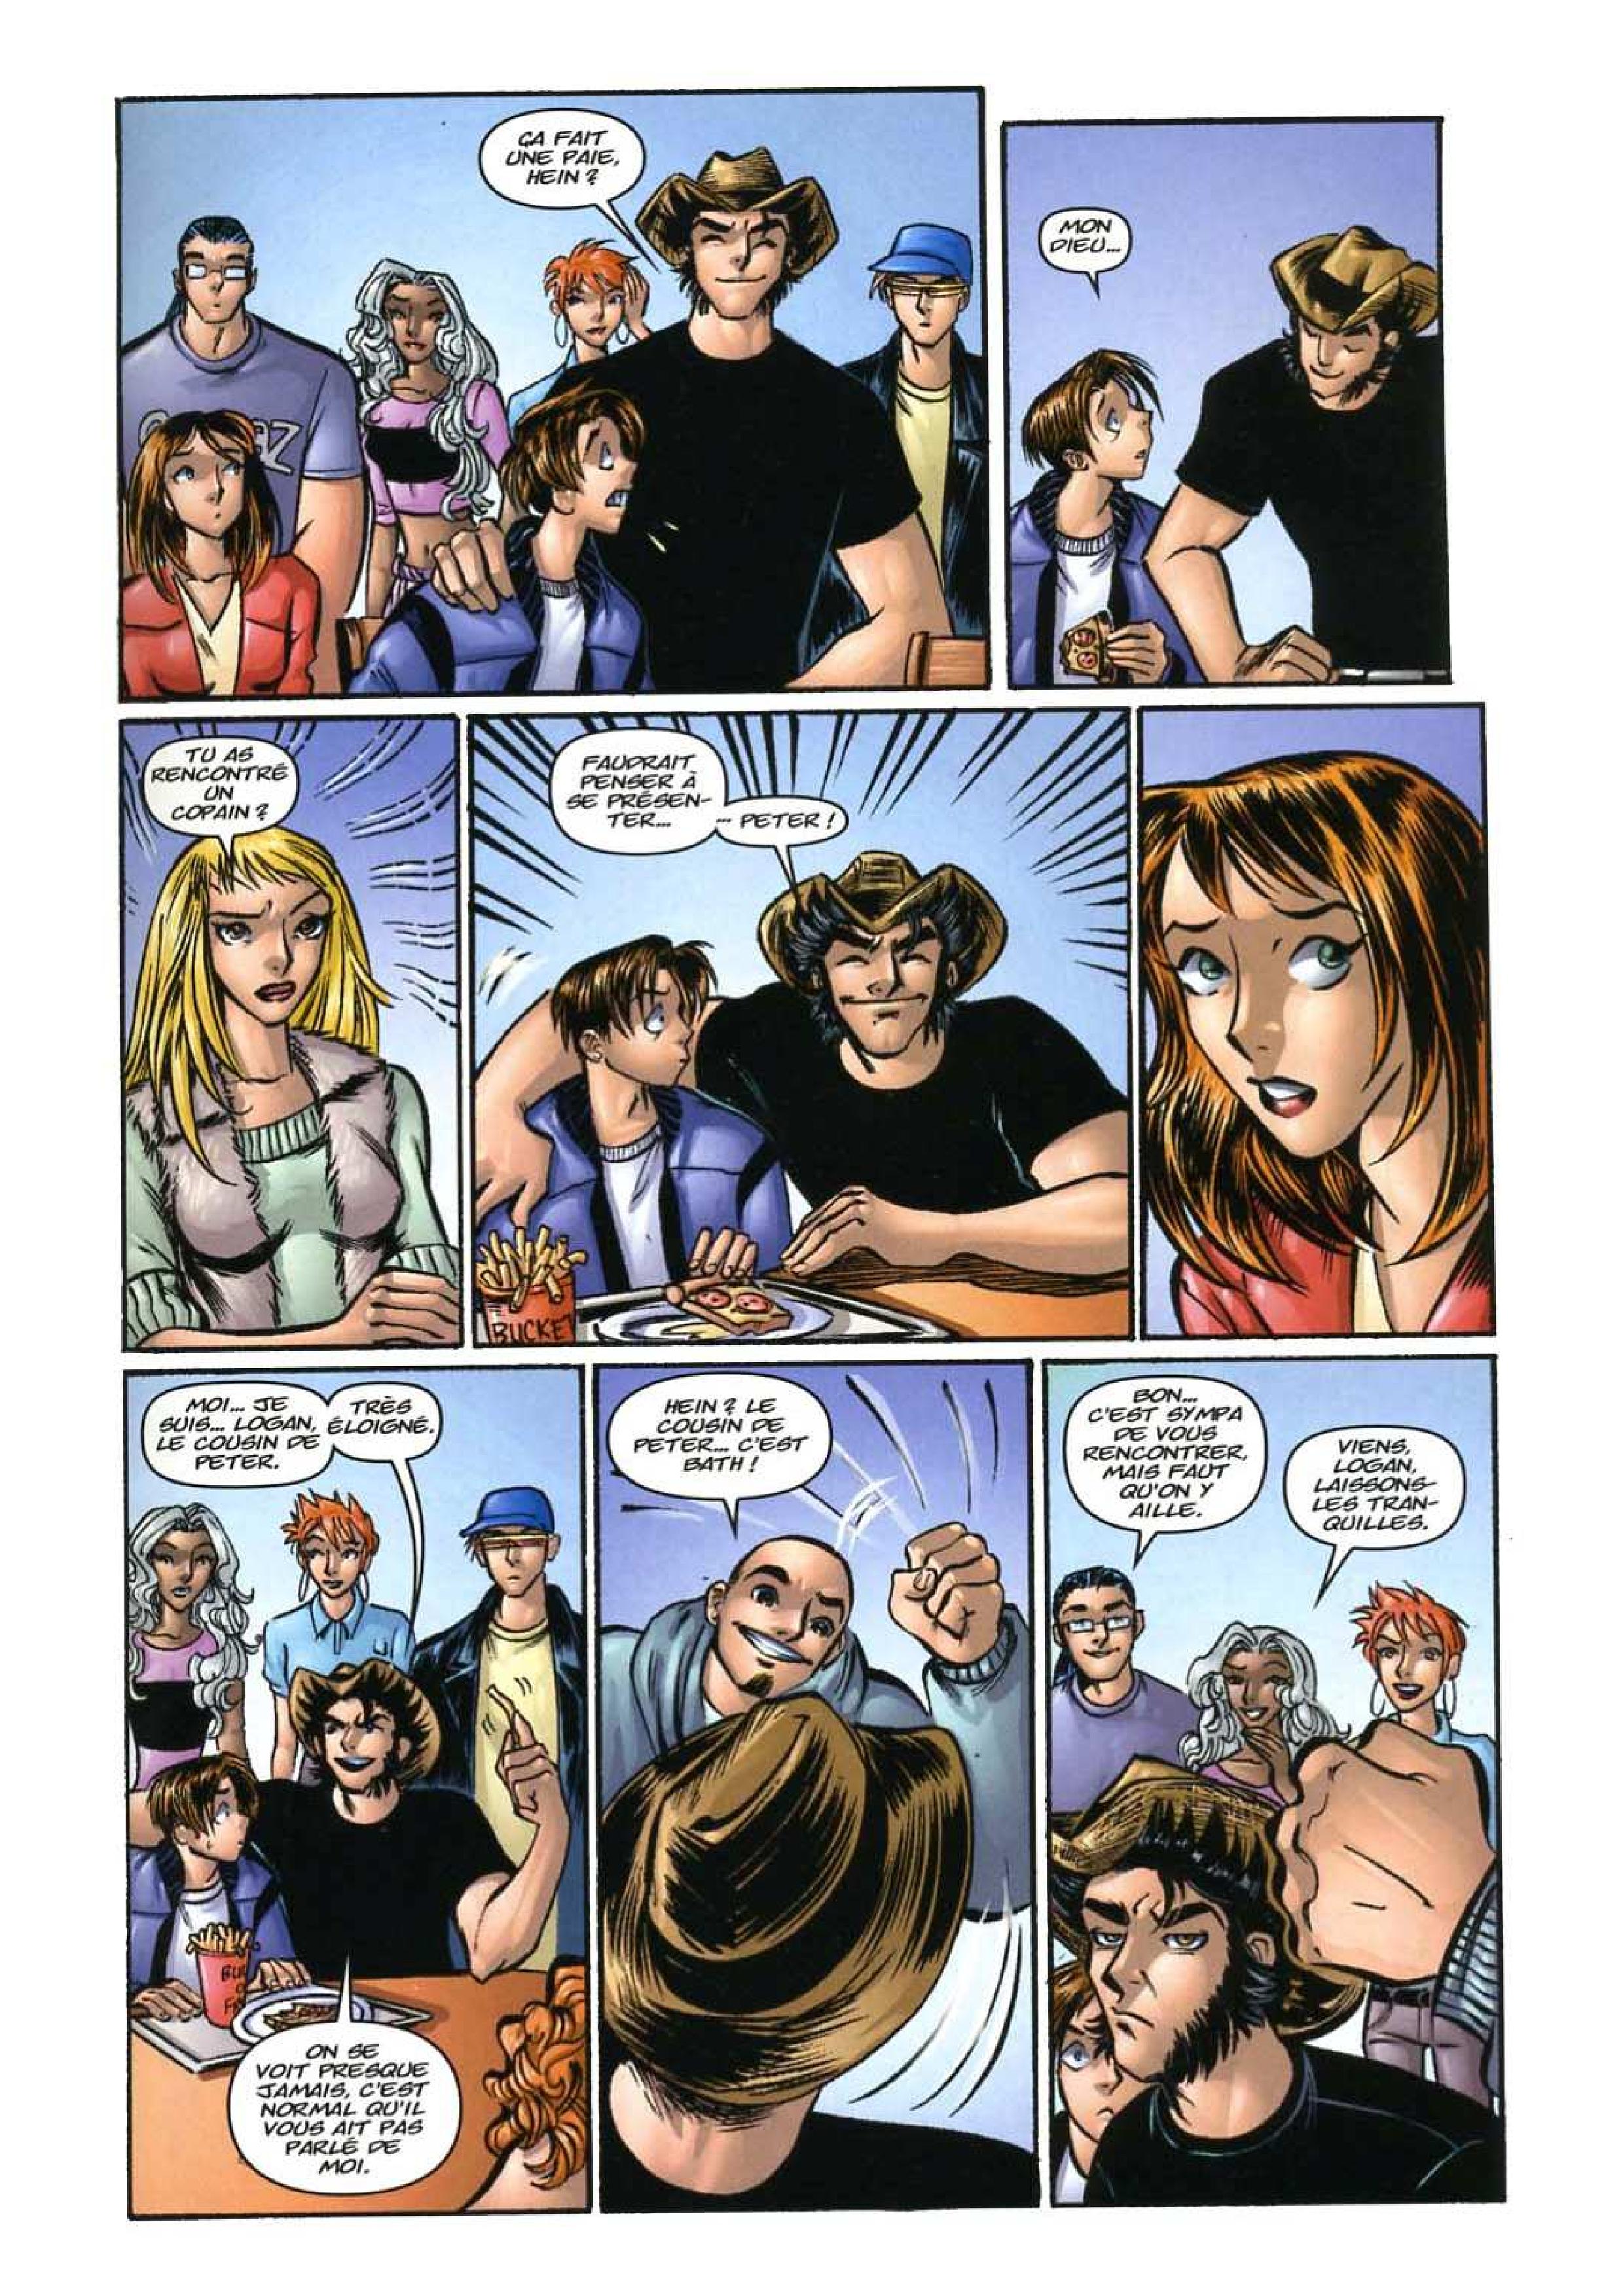 ÇA FAIT
UNE PAIE,
HEIN ?
MON
DIEU...
TU AS
RENCONTRÉ
UN
COPAIN ?
FAUDRAIT
PENSER À
SE PRÉSEN-
TER...
... PETER !
BUCKET
MOI... JE
SUIS... LOGAN,
LE COUSIN DE
PETER.
TRÈS
ÉLOIGNÉ.
ON SE
VOIT PRESQUE
JAMAIS, C'EST
NORMAL QU'IL
VOUS AIT PAS
PARLÉ DE
MOI.
HEIN ? LE
COUSIN DE
PETER... C'EST
BATH !
BON...
C'EST SYMPA
DE VOUS
RENCONTRER,
MAIS FAUT
QU'ON Y
AILLE.
VIENS,
LOGAN,
LAISSONS-
LES TRAN-
QUILLES.